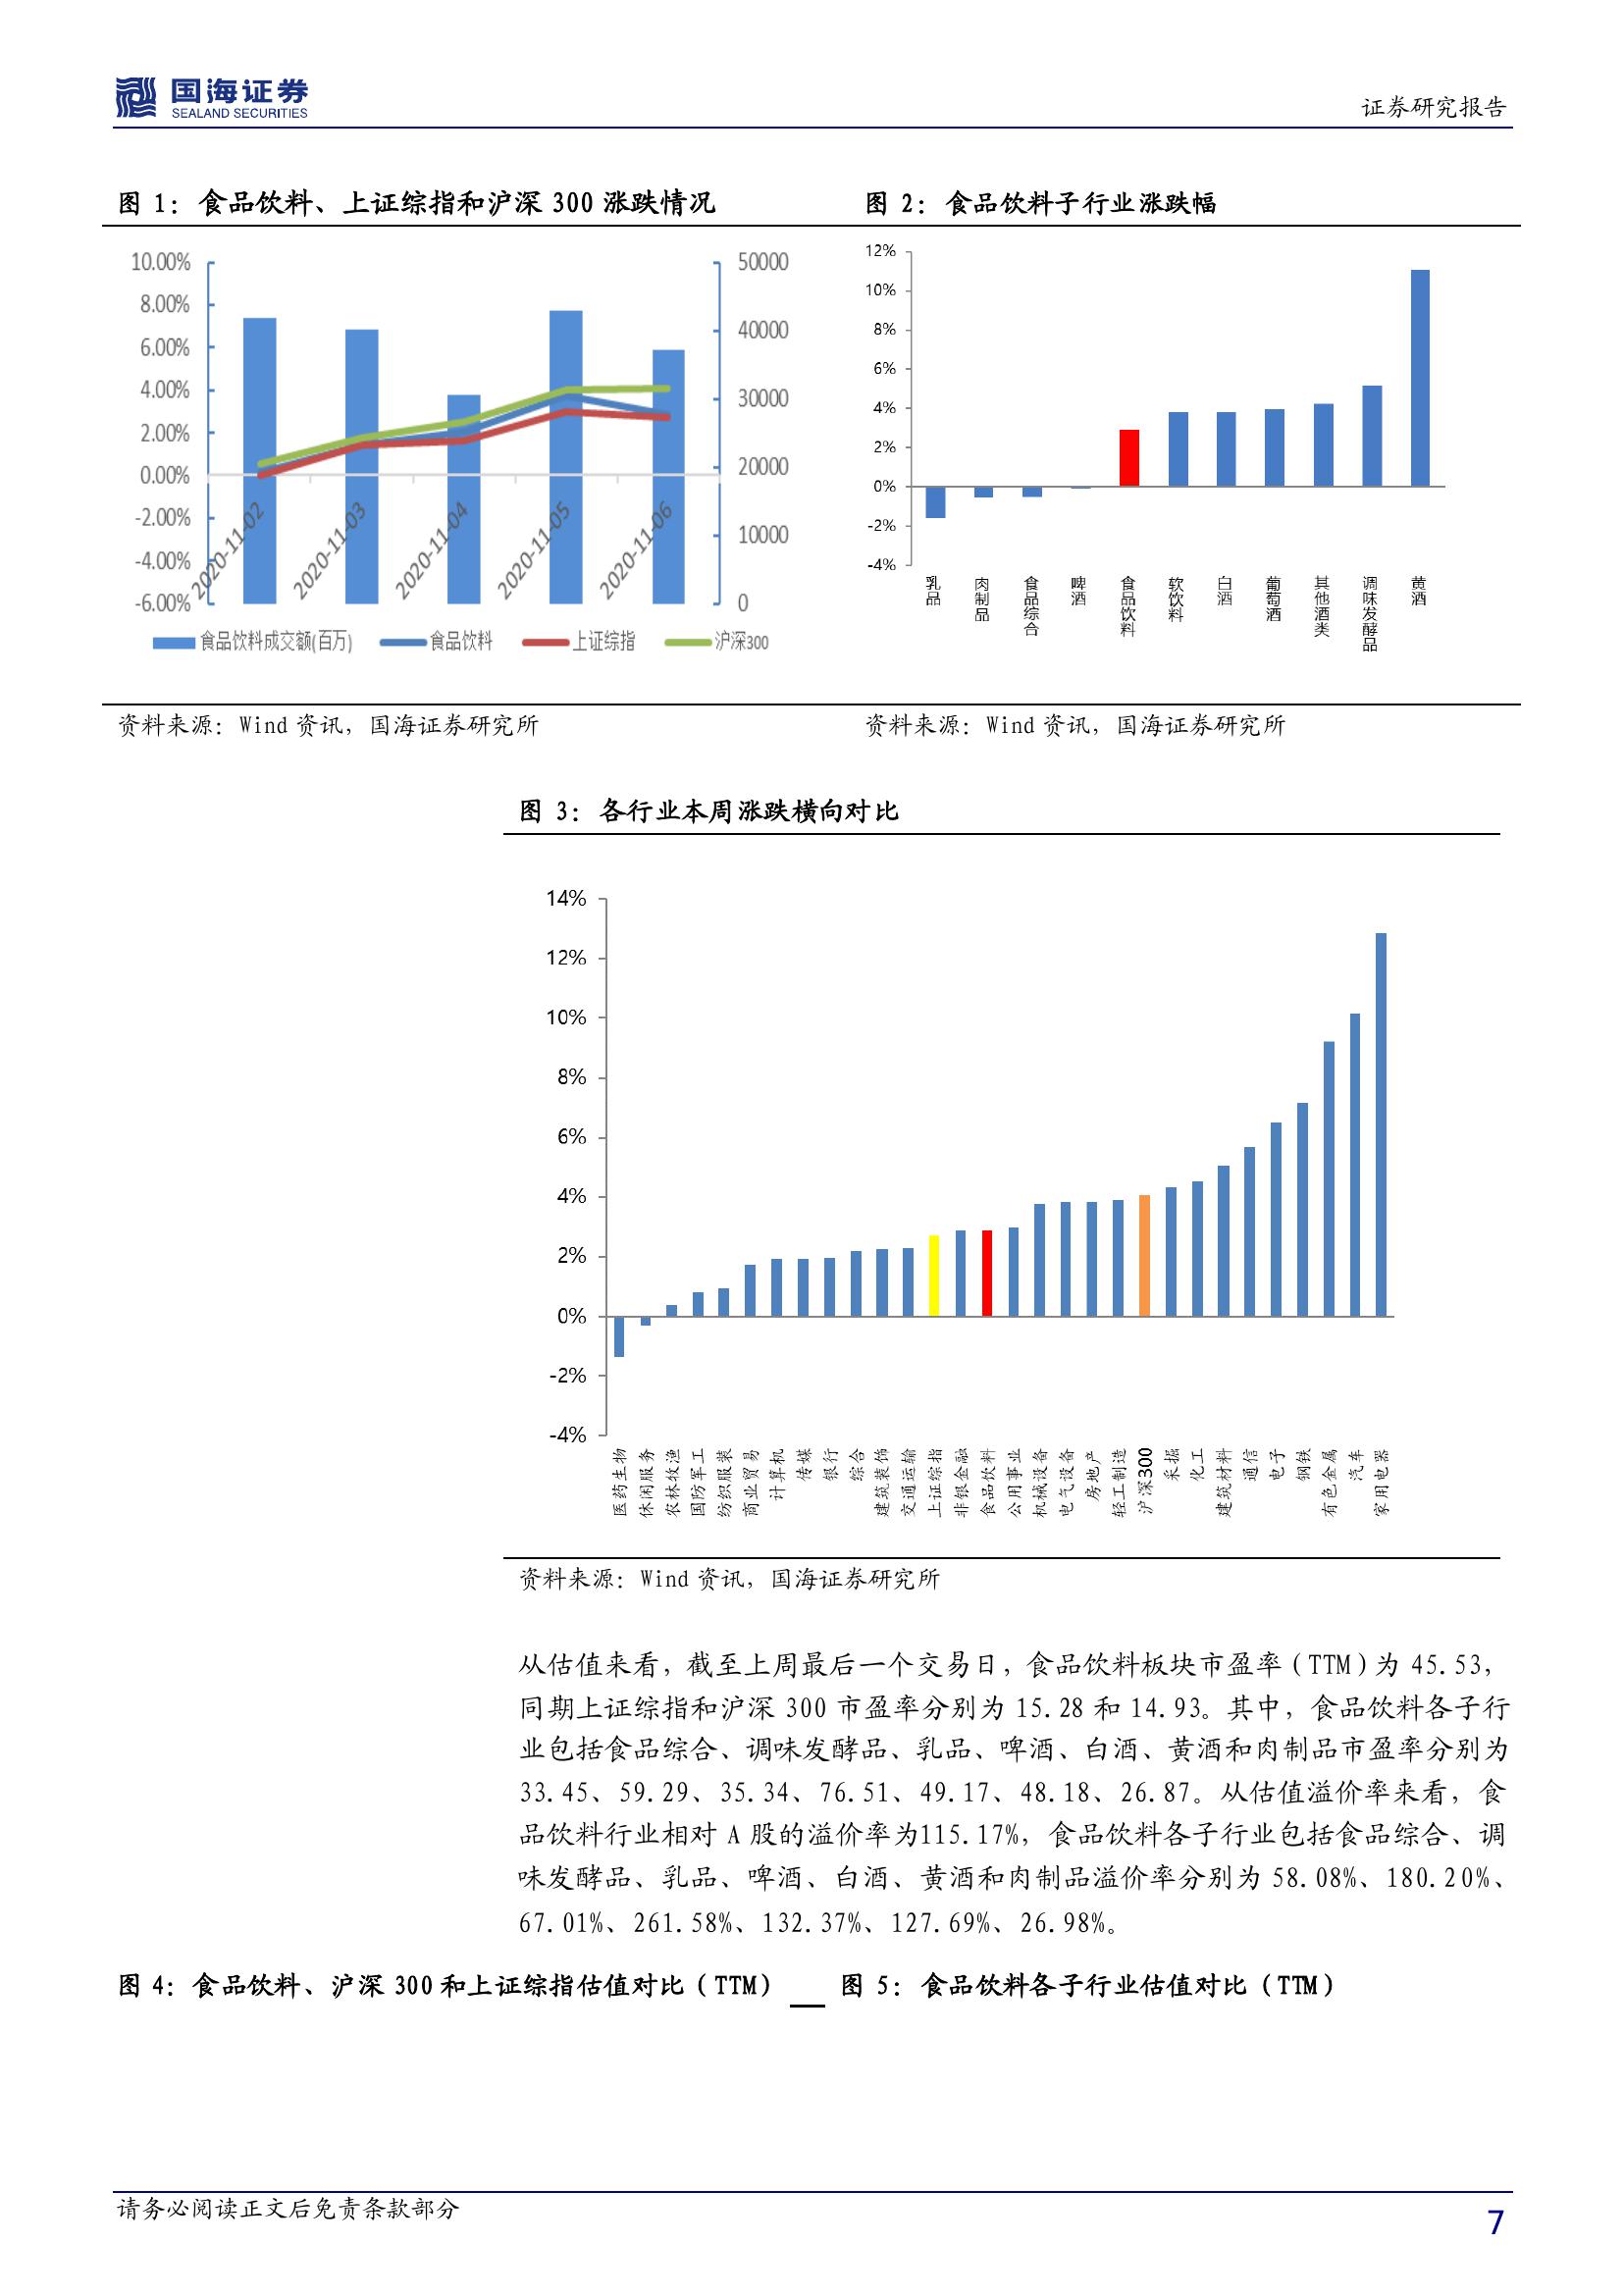 国海证券
SEALAND SECURITIES
证券研究报告
图 1：食品饮料、上证综指和沪深 300 涨跌情况
10.00%
8.00%
6.00%
4.00%
2.00%
0.00%
-2.00%
-4.00%
-6.00%
50000
40000
30000
20000
10000
0
2020-11-02
2020-11-03
2020-11-04
2020-11-05
2020-11-06
食品饮料成交额(百万) 食品饮料 上证综指 沪深300
资料来源：Wind 资讯，国海证券研究所
图 2：食品饮料子行业涨跌幅
12%
10%
8%
6%
4%
2%
0%
-2%
-4%
乳品
肉制品
食品综合
啤酒
食品饮料
软饮料
白酒
葡萄酒
其他酒类
调味发酵品
黄酒
资料来源：Wind 资讯，国海证券研究所
图 3：各行业本周涨跌横向对比
14%
12%
10%
8%
6%
4%
2%
0%
-2%
-4%
医药生物
休闲服务
农林牧渔
国防军工
纺织服装
商业贸易
计算机
传媒
银行
综合
建筑装饰
交通运输
上证综指
非银金融
食品饮料
公用事业
机械设备
电气设备
房地产
轻工制造
沪深300
采掘
化工
建筑材料
通信
电子
钢铁
有色金属
汽车
家用电器
资料来源：Wind 资讯，国海证券研究所
从估值来看，截至上周最后一个交易日，食品饮料板块市盈率（TTM）为 45.53，
同期上证综指和沪深 300 市盈率分别为 15.28 和 14.93。其中，食品饮料各子行
业包括食品综合、调味发酵品、乳品、啤酒、白酒、黄酒和肉制品市盈率分别为
33.45、59.29、35.34、76.51、49.17、48.18、26.87。从估值溢价率来看，食
品饮料行业相对 A 股的溢价率为115.17%，食品饮料各子行业包括食品综合、调
味发酵品、乳品、啤酒、白酒、黄酒和肉制品溢价率分别为 58.08%、180.20%、
67.01%、261.58%、132.37%、127.69%、26.98%。
图 4：食品饮料、沪深 300 和上证综指估值对比（TTM）
图 5：食品饮料各子行业估值对比（TTM）
请务必阅读正文后免责条款部分
7